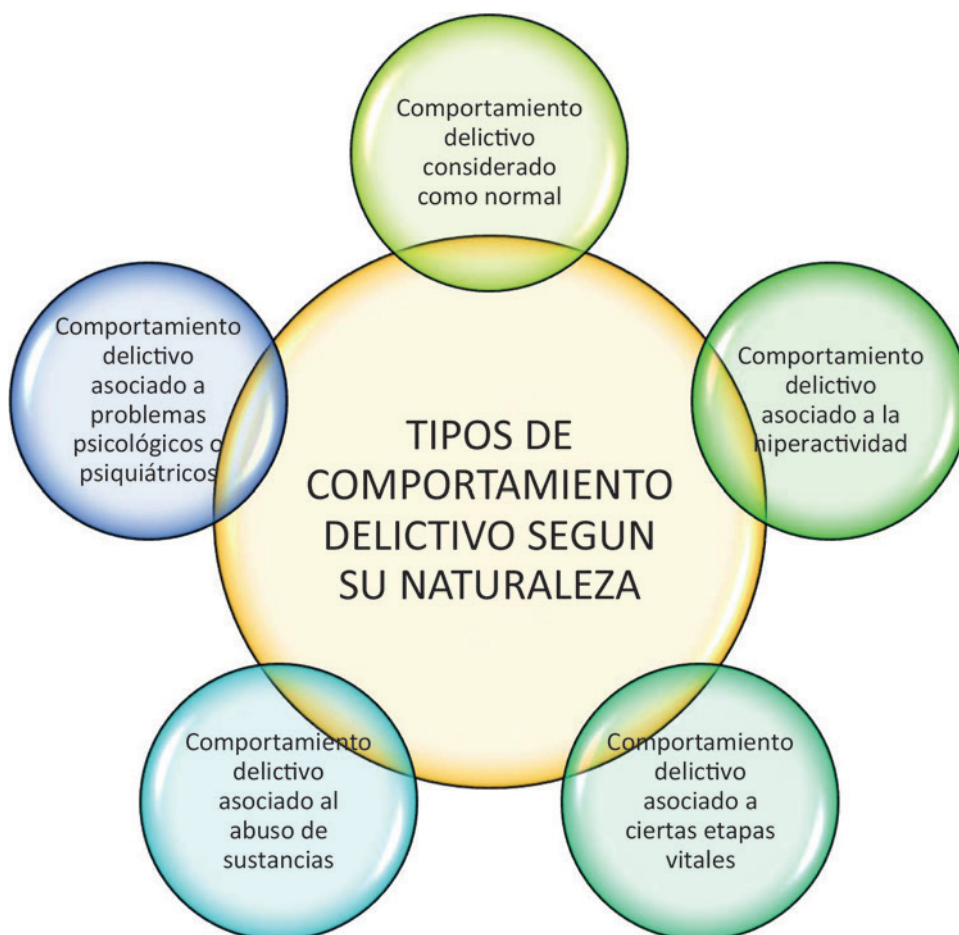 Comportamiento
delictivo
considerado
como normal
Comportamiento
delictivo
asociado a
problemas
psicológicos o
psiquiátricos
Comportamiento
delictivo
asociado a la
hiperactividad
TIPOS DE
COMPORTAMIENTO
DELICTIVO SEGUN
SU NATURALEZA
Comportamiento
delictivo
asociado al
abuso de
sustancias
Comportamiento
delictivo
asociado a
ciertas etapas
vitales